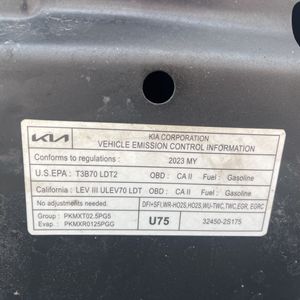 KIA
KIA CORPORATION
VEHICLE EMISSION CONTROL INFORMATION
Conforms to regulations : 2023 MY
U.S.EPA : T3B70 LDT2 OBD : CA II Fuel : Gasoline
California : LEV III ULEV70 LDT OBD : CA II Fuel : Gasoline
No adjustments needed. DFI+SFI,WR-HO2S,HO2S,WU-TWC,TWC,EGR, EGRC
Group : PKMXT02.5PG5 U75 32450-2S175
Evap. : PKMXR0125PGG